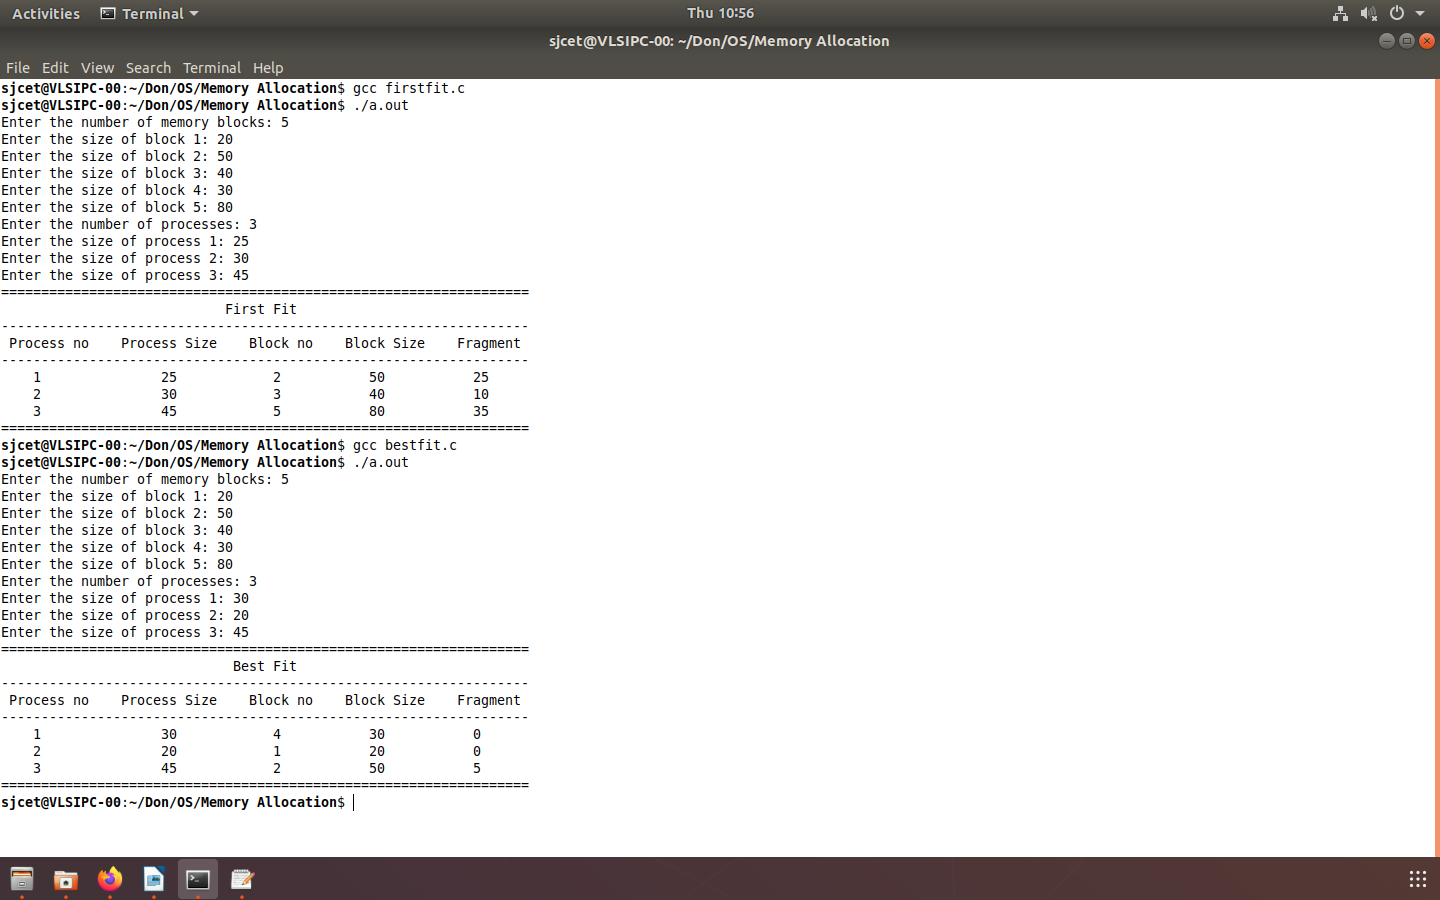 Activities Terminal Thu 10:56
sjcet@VLSIPC-00: ~/Don/OS/Memory Allocation
File Edit View Search Terminal Help
sjcet@VLSIPC-00:~/Don/OS/Memory Allocation$ gcc firstfit.c
sjcet@VLSIPC-00:~/Don/OS/Memory Allocation$ ./a.out
Enter the number of memory blocks: 5
Enter the size of block 1: 20
Enter the size of block 2: 50
Enter the size of block 3: 40
Enter the size of block 4: 30
Enter the size of block 5: 80
Enter the number of processes: 3
Enter the size of process 1: 25
Enter the size of process 2: 30
Enter the size of process 3: 45
==================================================================
First Fit
------------------------------------------------------------------
Process no    Process Size    Block no    Block Size    Fragment
------------------------------------------------------------------
1               25            2           50           25
2               30            3           40           10
3               45            5           80           35
==================================================================
sjcet@VLSIPC-00:~/Don/OS/Memory Allocation$ gcc bestfit.c
sjcet@VLSIPC-00:~/Don/OS/Memory Allocation$ ./a.out
Enter the number of memory blocks: 5
Enter the size of block 1: 20
Enter the size of block 2: 50
Enter the size of block 3: 40
Enter the size of block 4: 30
Enter the size of block 5: 80
Enter the number of processes: 3
Enter the size of process 1: 30
Enter the size of process 2: 20
Enter the size of process 3: 45
==================================================================
Best Fit
------------------------------------------------------------------
Process no    Process Size    Block no    Block Size    Fragment
------------------------------------------------------------------
1               30            4           30           0
2               20            1           20           0
3               45            2           50           5
==================================================================
sjcet@VLSIPC-00:~/Don/OS/Memory Allocation$